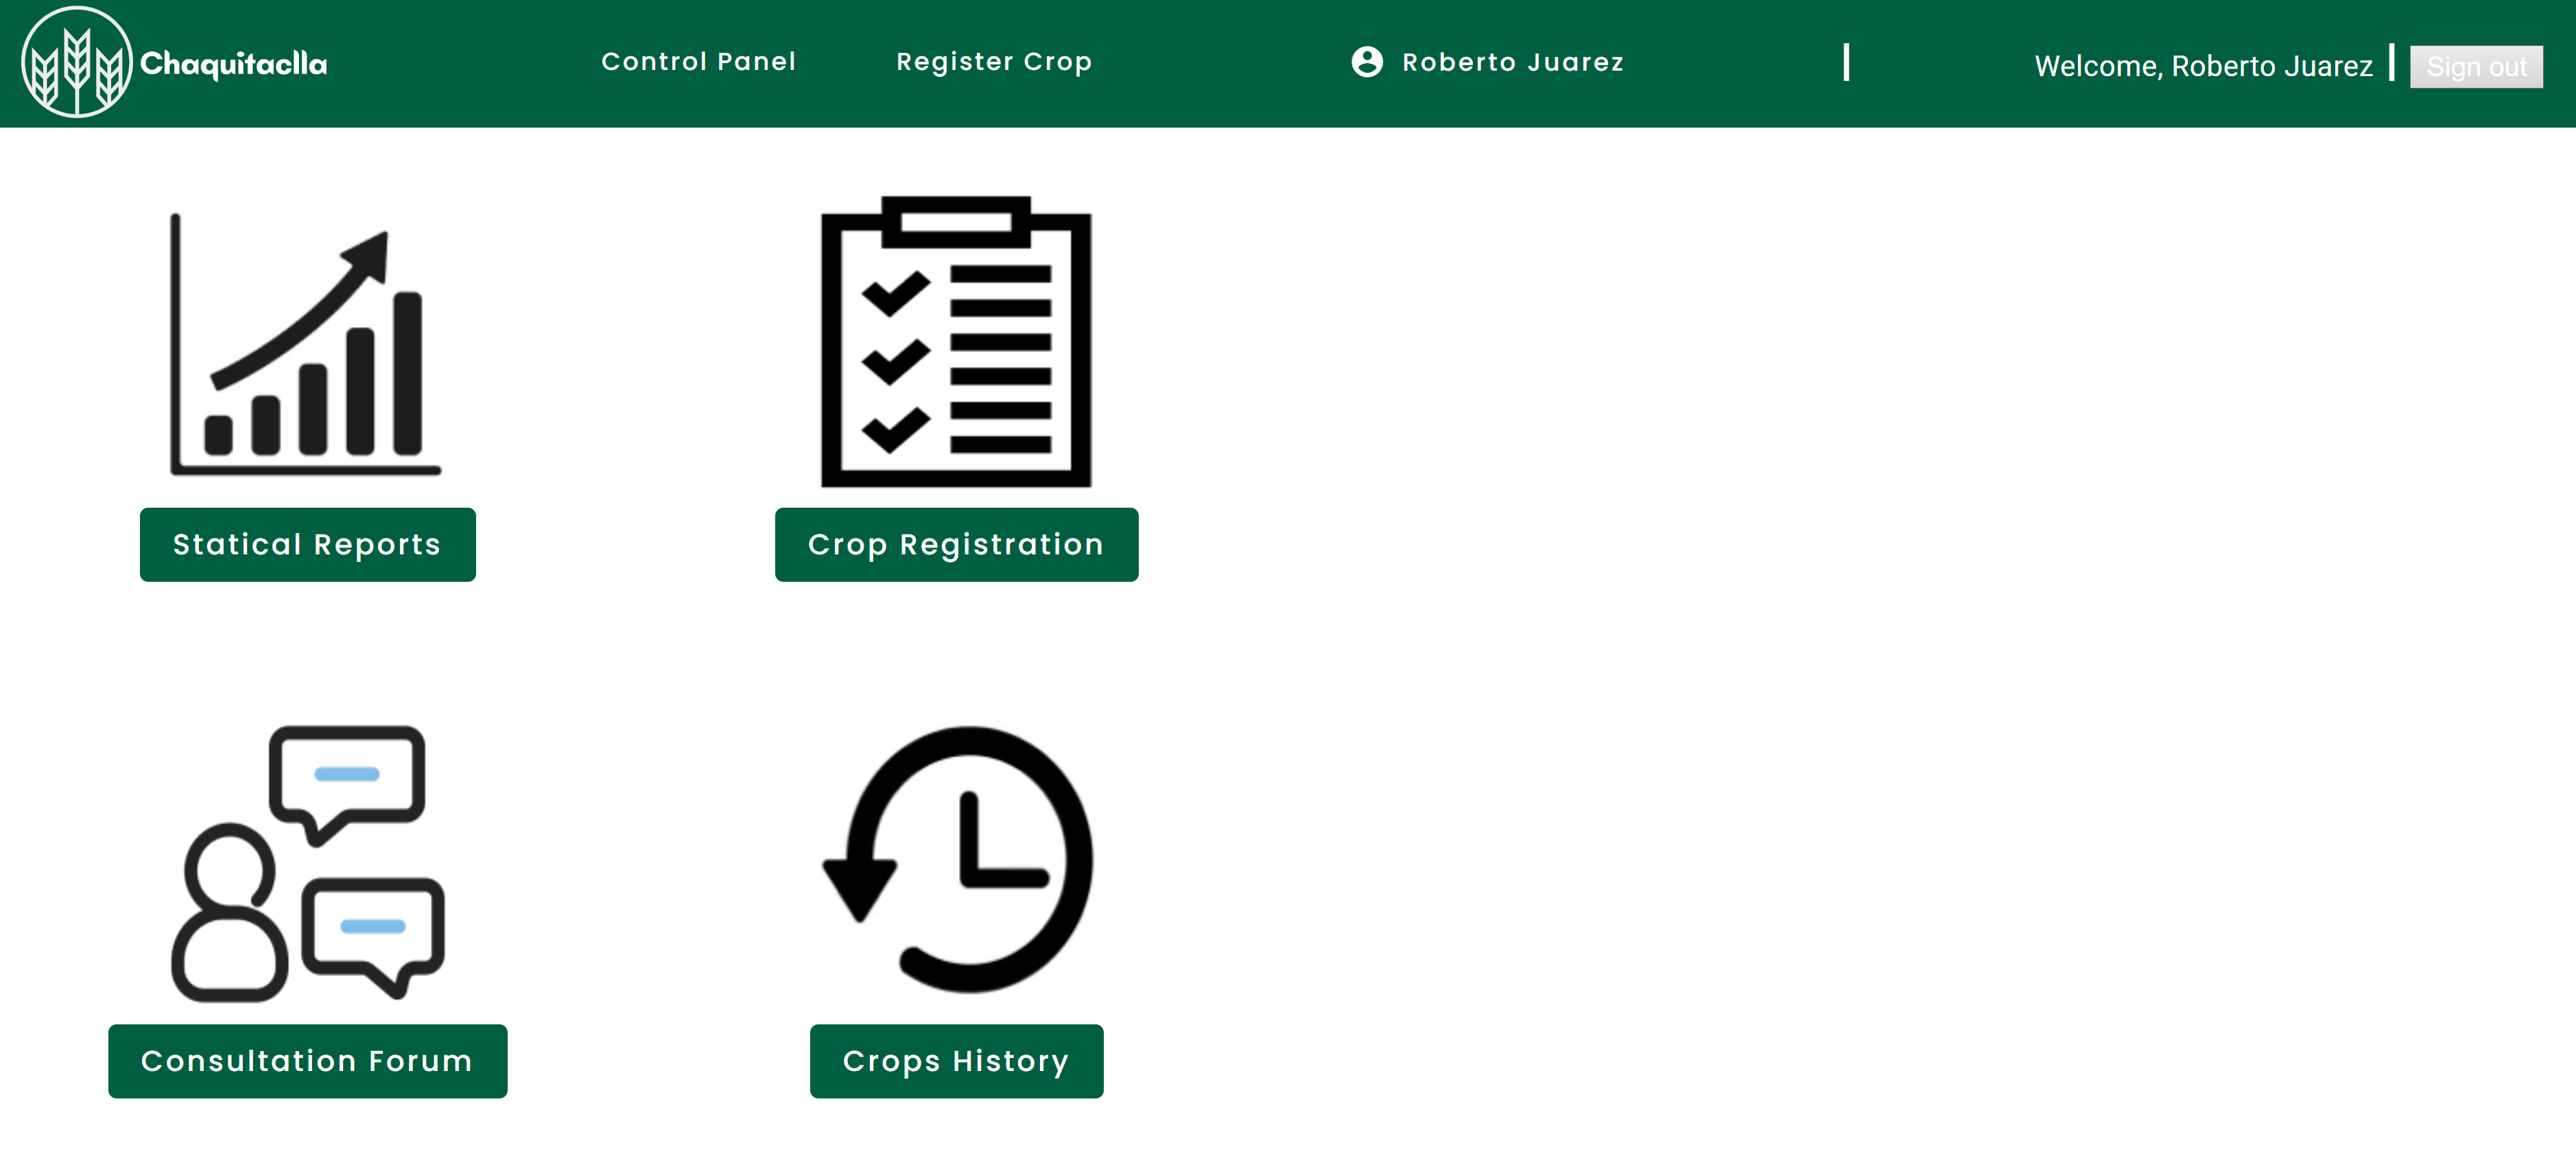 Chaquitaclla
Control Panel
Register Crop
Roberto Juarez
|
Welcome, Roberto Juarez |
Sign out
Statical Reports
Crop Registration
Consultation Forum
Crops History